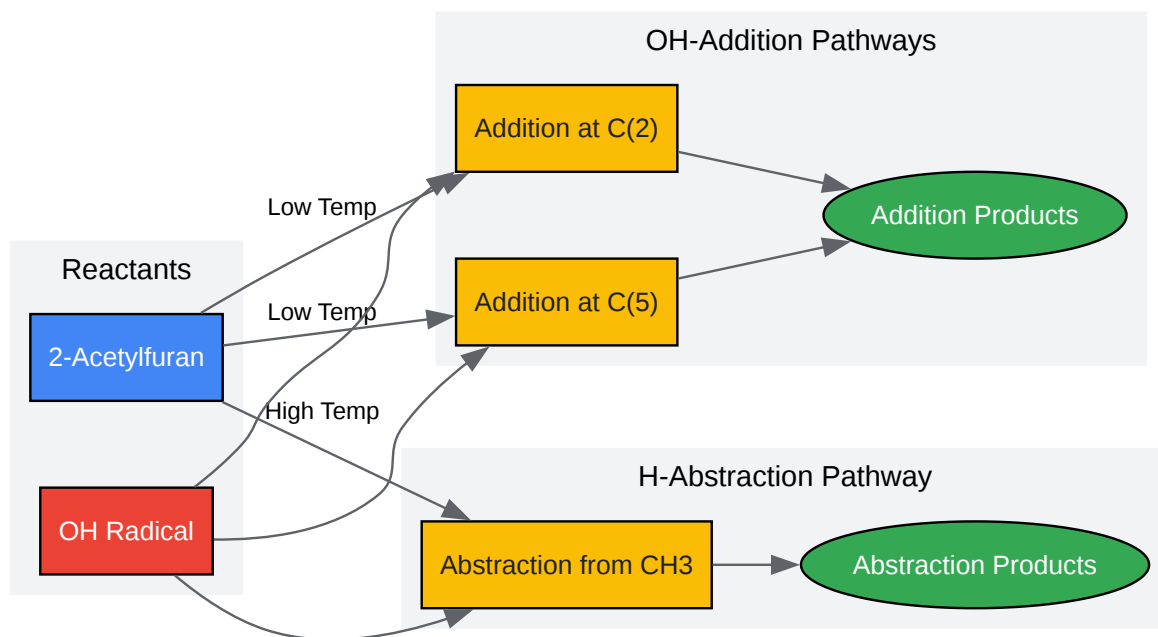 OH-Addition Pathways
Addition at C(2)
Low Temp
Addition Products
Reactants
Addition at C(5)
Low Temp
2-Acetylfuran
High Temp
H-Abstraction Pathway
OH Radical
Abstraction from CH3
Abstraction Products